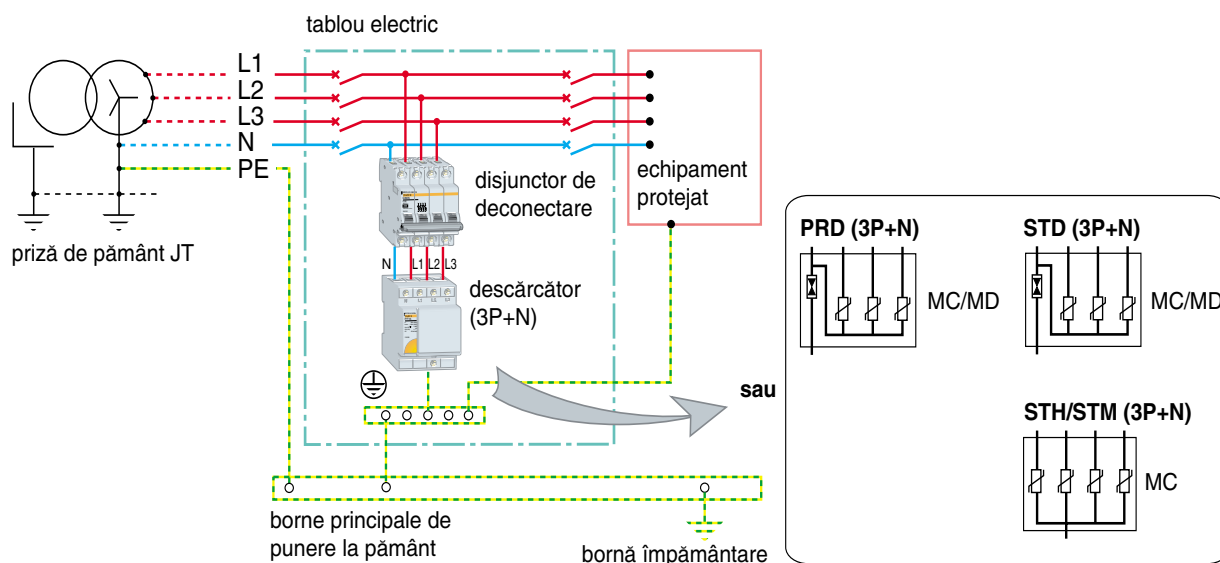 tablou electric
L1
L2
L3
N
PE
priză de pământ JT
disjunctor de
deconectare
echipament
protejat
N L1 L2 L3
descărcător
(3P+N)
sau
borne principale de
punere la pământ
bornă împământare
PRD (3P+N)
MC/MD
STD (3P+N)
MC/MD
STH/STM (3P+N)
MC